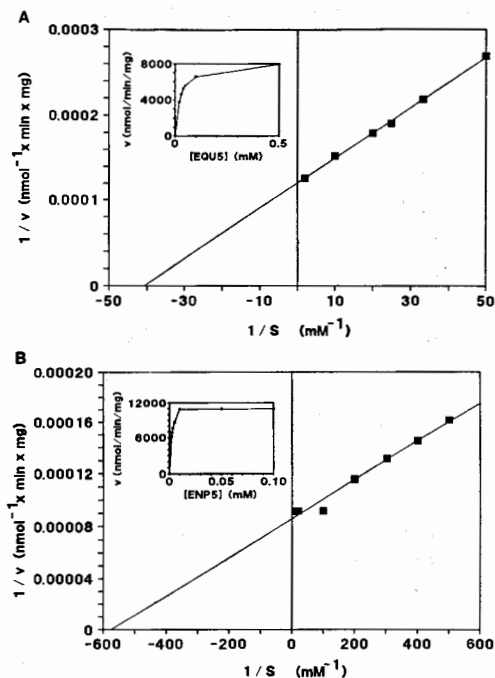 A
0.0003
0.0002
0.0001
0
1 / v (nmol⁻¹ x min x mg)
8000
4000
0
v (nmol/min/mg)
0
0.5
[EQU5] (mM)
-50 -30 -10 10 30 50
1 / S (mM⁻¹)
B
0.00020
0.00016
0.00012
0.00008
0.00004
0
1 / v (nmol⁻¹ x min x mg)
12000
6000
0
v (nmol/min/mg)
0 0.05 0.10
[ENP5] (mM)
-600 -400 -200 0 200 400 600
1 / S (mM⁻¹)